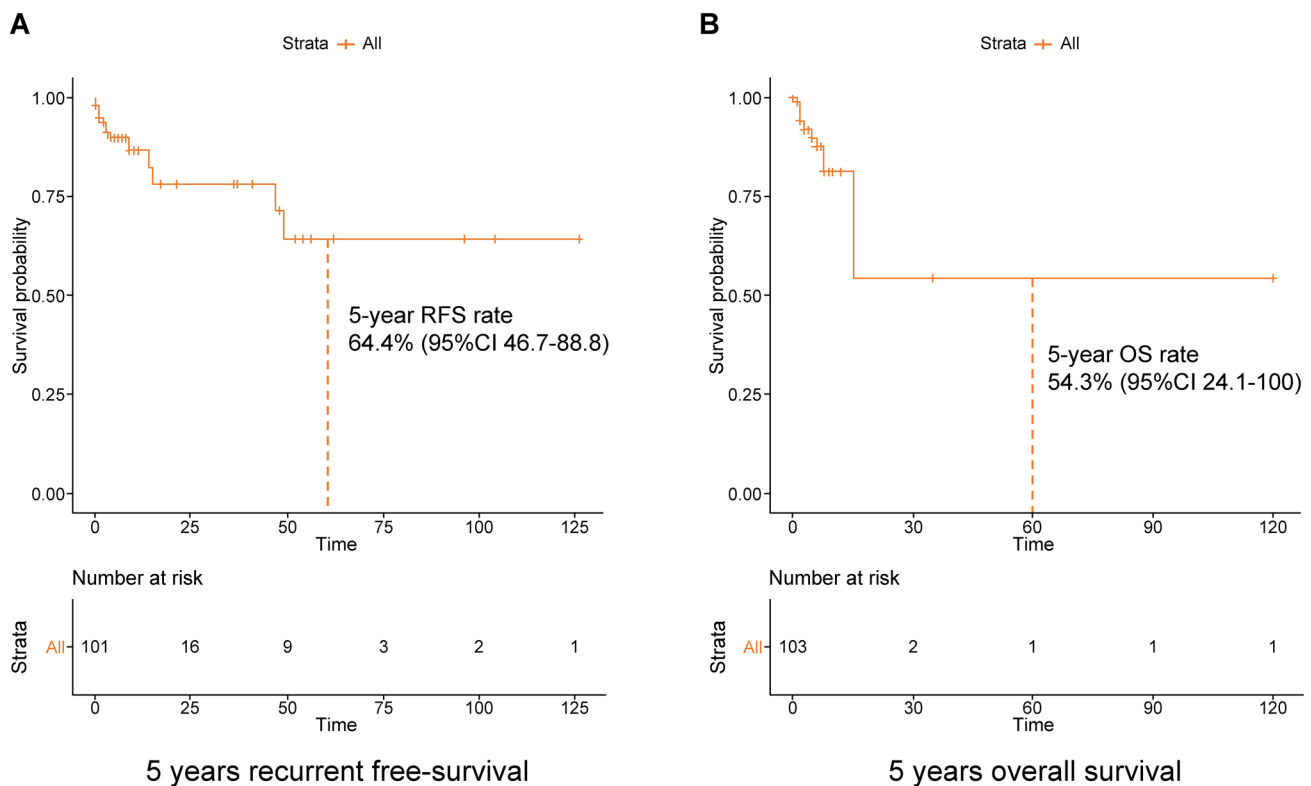 A
Strata All
Survival probability
1.00
0.75
0.50
0.25
0.00
5-year RFS rate
64.4% (95%CI 46.7-88.8)
0 25 50 75 100 125
Time
Number at risk
Strata
All 101 16 9 3 2 1
0 25 50 75 100 125
Time
5 years recurrent free-survival
B
Strata All
Survival probability
1.00
0.75
0.50
0.25
0.00
5-year OS rate
54.3% (95%CI 24.1-100)
0 30 60 90 120
Time
Number at risk
Strata
All 103 2 1 1 1
0 30 60 90 120
Time
5 years overall survival